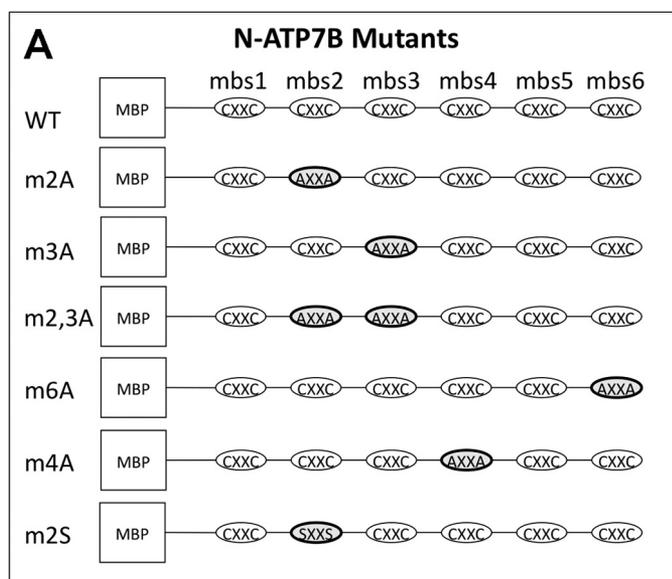 A
N-ATP7B Mutants
mbs1 mbs2 mbs3 mbs4 mbs5 mbs6
WT MBP CXXC CXXC CXXC CXXC CXXC CXXC
m2A MBP CXXC AXXA CXXC CXXC CXXC CXXC
m3A MBP CXXC CXXC AXXA CXXC CXXC CXXC
m2,3A MBP CXXC AXXA AXXA CXXC CXXC CXXC
m6A MBP CXXC CXXC CXXC CXXC CXXC AXXA
m4A MBP CXXC CXXC CXXC AXXA CXXC CXXC
m2S MBP CXXC SXXS CXXC CXXC CXXC CXXC